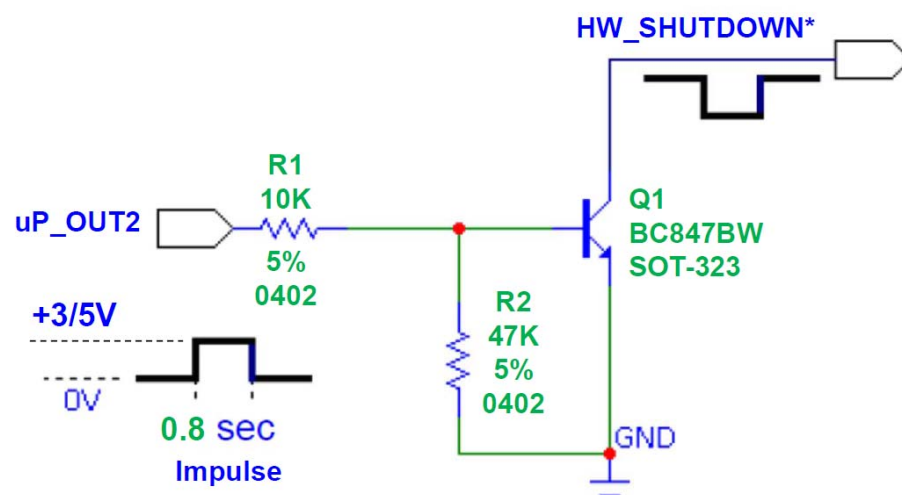 HW_SHUTDOWN*
R1
10K
uP_OUT2
5%
0402
Q1
BC847BW
SOT-323
+3/5V
R2
47K
5%
0402
0V
0.8 sec
Impulse
GND